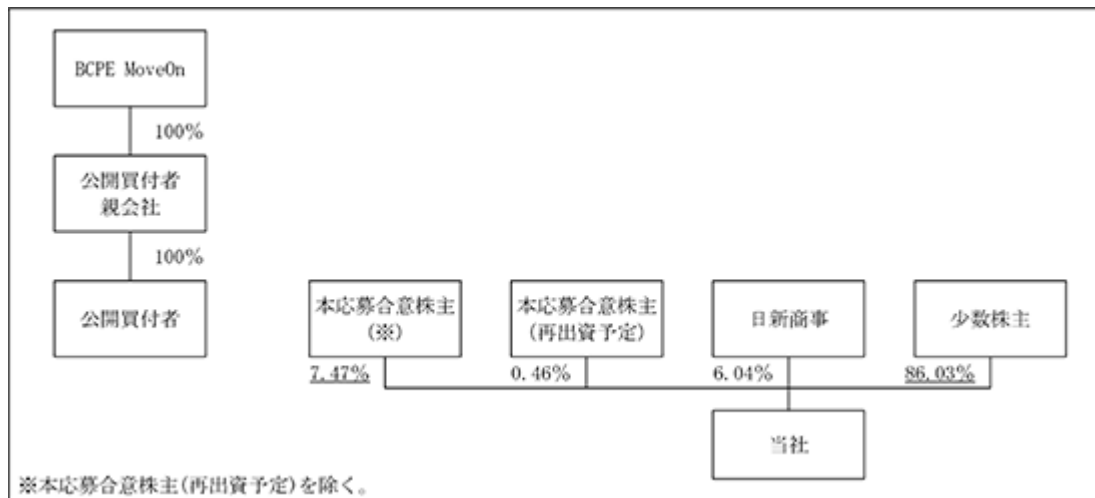 BCPE MoveOn
100%
公開買付者
親会社
100%
公開買付者
本応募合意株主
(※)
本応募合意株主
(再出資予定)
日新商事
少数株主
7.47%
0.46%
6.04%
86.03%
当社
※本応募合意株主(再出資予定)を除く。